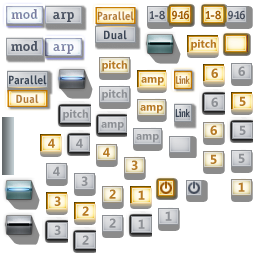 mod arp Parallel 1-8 9-16 1-8 9-16
Dual
mod arp pitch
Parallel pitch amp Link 6 6
Dual
pitch amp Link 6 5
pitch amp
4 4 amp 6 5
4 3 5 5
4 3
3 2 1 1
2
3 2 1 1
2